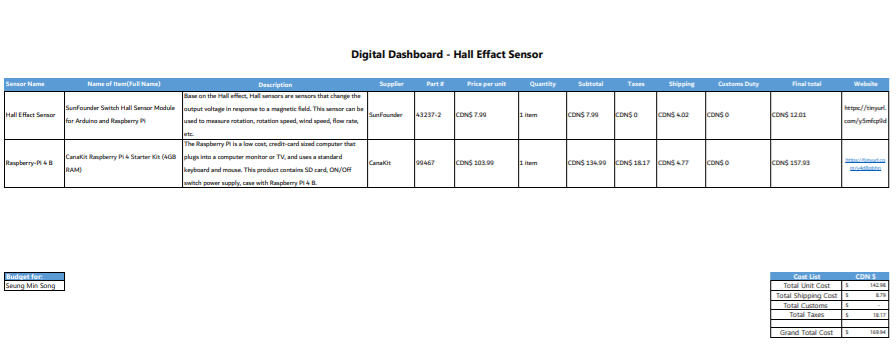 Digital Dashboard - Hall Effact Sensor
Sensor Name Name of Item(Full Name) Description Supplier Part # Price per unit Quantity Subtotal Taxes Shipping Customs Duty Final total Website
Base on the Hall effect, Hall sensors are sensors that change the
output voltage in response to a magnetic field. This sensor can be
used to measure rotation, rotation speed, wind speed, flow rate,
etc.
Hall Effect Sensor
SunFounder Switch Hall Sensor Module
for Arduino and Raspberry Pi
SunFounder 43237-2 CDN$ 7.99 1 item CDN$ 7.99 CDN$ 0 CDN$ 4.02 CDN$ 0 CDN$ 12.01
https://tinyurl.
com/y5mfcp9d
The Raspberry Pi is a low cost, credit-card sized computer that
plugs into a computer monitor or TV, and uses a standard
keyboard and mouse. This product contains SD card, ON/Off
switch power supply, case with Raspberry Pi 4 B.
Raspberry-Pi 4 B
CanaKit Raspberry Pi 4 Starter Kit (4GB
RAM)
CanaKit 99467 CDN$ 103.99 1 item CDN$ 134.99 CDN$ 18.17 CDN$ 4.77 CDN$ 0 CDN$ 157.93
https://tinyurl.co
Budget for:
Seung Min Song
Cost List CDN $
Total Unit Cost $ 142.98
Total Shipping Cost $ 8.79
Total Customs $ -
Total Taxes $ 18.17
Grand Total Cost $ 169.94